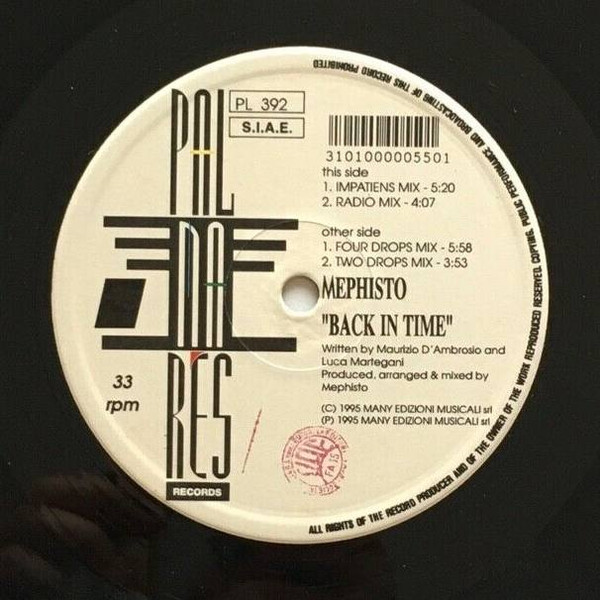 PAL
PA
RES
RECORDS
33
rpm
PL 392
S.I.A.E.
3101000005501
this side
1. IMPATIENS MIX - 5:20
2. RADIO MIX - 4:07
other side
1. FOUR DROPS MIX - 5:58
2. TWO DROPS MIX - 3:53
MEPHISTO
"BACK IN TIME"
Written by Maurizio D'Ambrosio and
Luca Martegani
Produced, arranged & mixed by
Mephisto
(C) 1995 MANY EDIZIONI MUSICALI srl
(P) 1995 MANY EDIZIONI MUSICALI srl
ALL RIGHTS OF THE RECORD PRODUCER AND OF THE OWNER OF THE WORK REPRODUCED RESERVED. COPYING, PUBLIC PERFORMANCE AND BROADCASTING OF THIS RECORD PROHIBITED